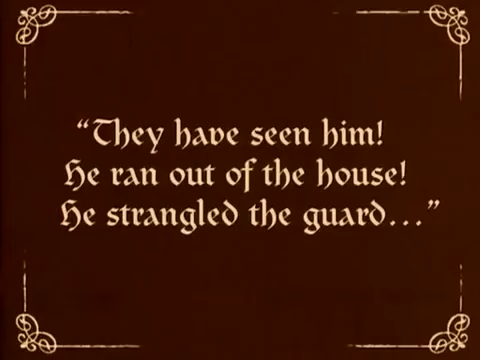 “They have seen him!
He ran out of the house!
He strangled the guard...”